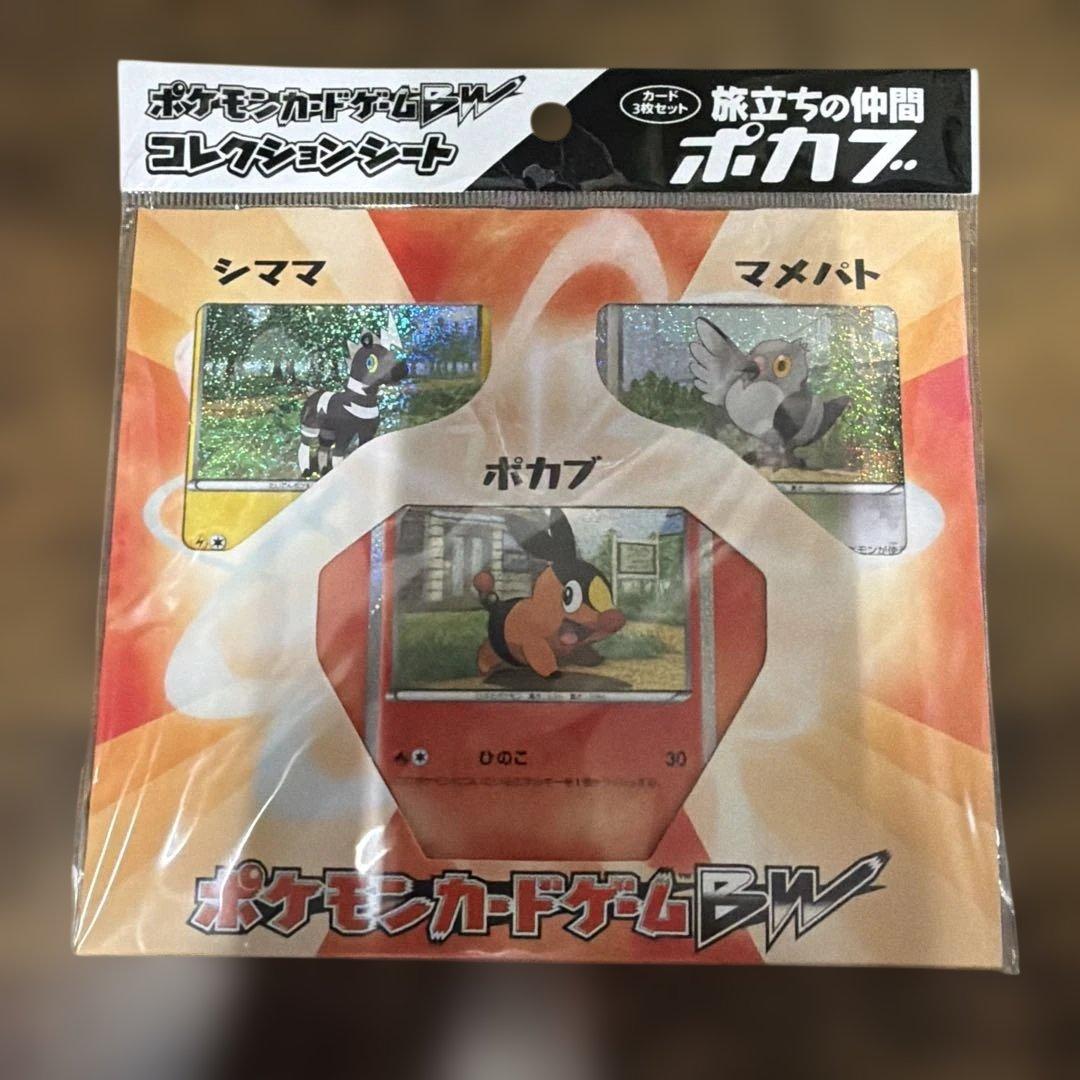 ポケモンカードゲームBW
コレクションシート
カード
3枚セット
旅立ちの仲間
ポカブ
シママ
マメパト
ポカブ
ひのこ 30
ポケモンカードゲームBW